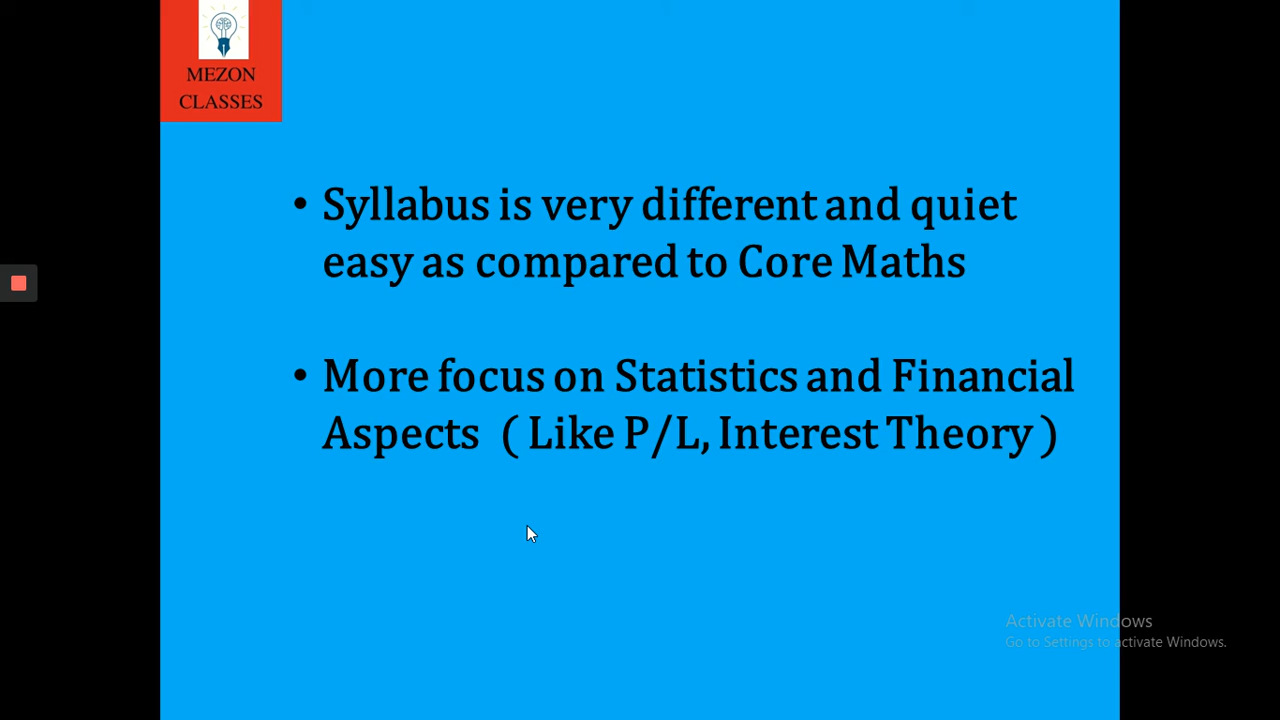 MEZON
CLASSES
• Syllabus is very different and quiet
easy as compared to Core Maths
• More focus on Statistics and Financial
Aspects ( Like P/L, Interest Theory )
Activate Windows
Go to Settings to activate Windows.